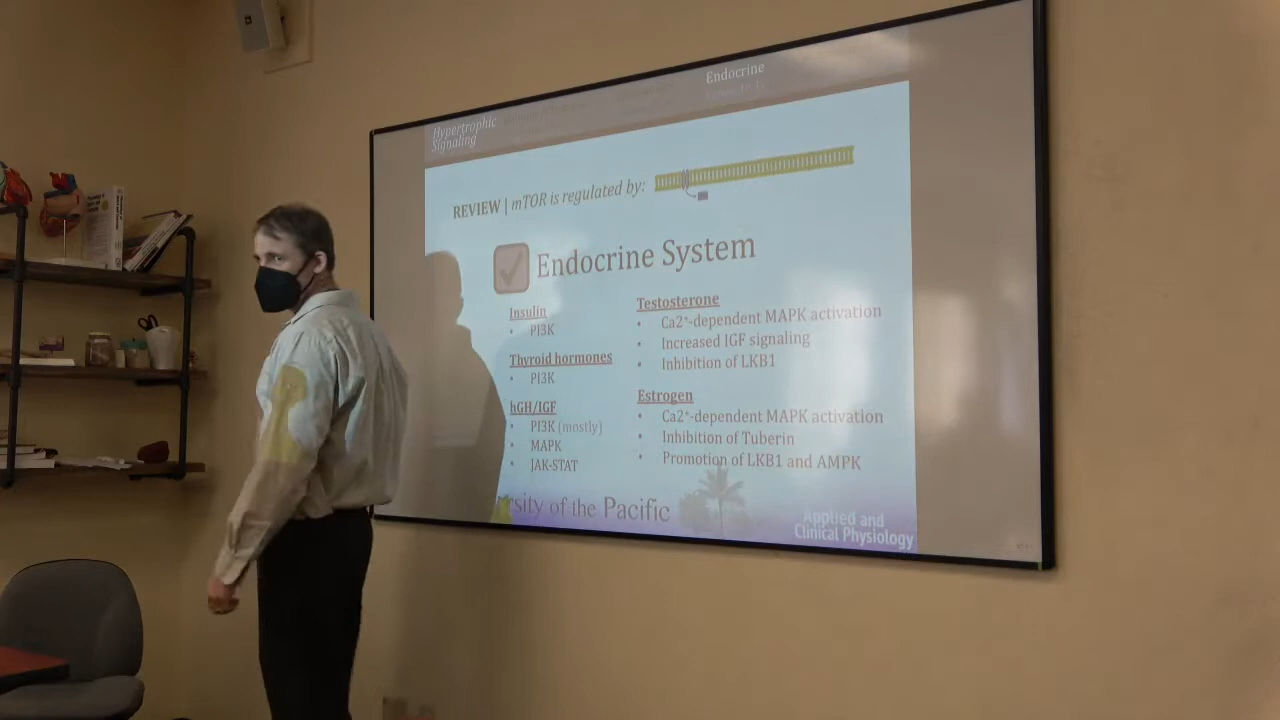 Endocrine
Hypertrophic
Signaling
REVIEW | mTOR is regulated by:
Endocrine System
Insulin
• PI3K
Thyroid hormones
• PI3K
hGH/IGF
• PI3K (mostly)
• MAPK
• JAK-STAT
Testosterone
• Ca2⁺-dependent MAPK activation
• Increased IGF signaling
• Inhibition of LKB1
Estrogen
• Ca2⁺-dependent MAPK activation
• Inhibition of Tuberin
• Promotion of LKB1 and AMPK
rsity of the Pacific
Applied and
Clinical Physiology